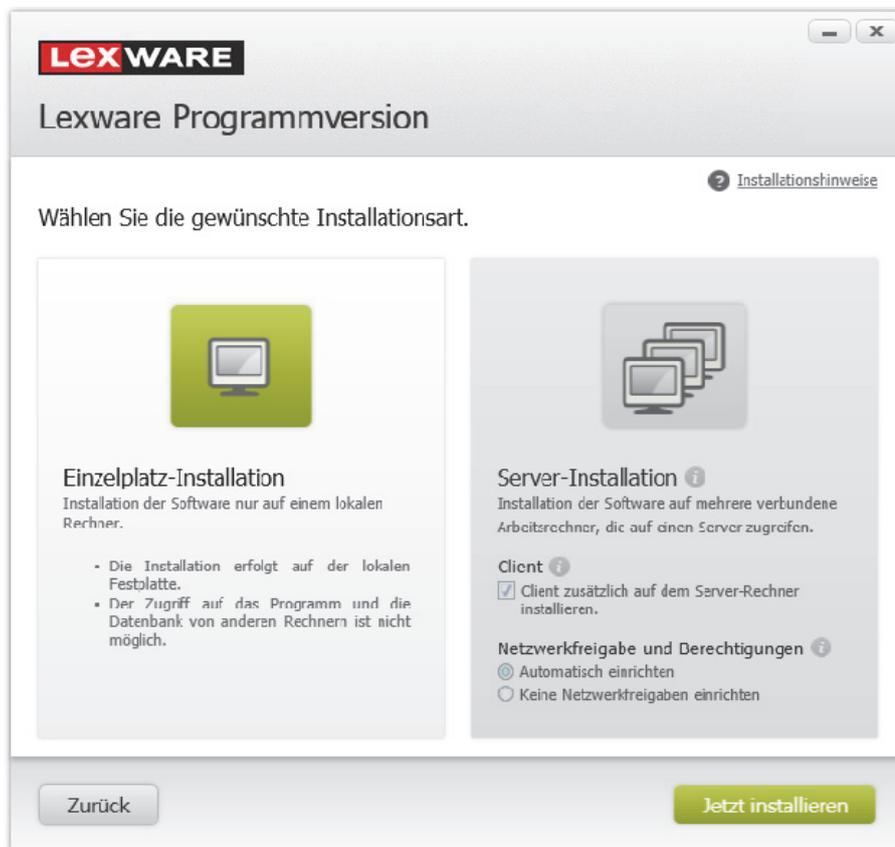 LEXWARE
Lexware Programmversion
Installationshinweise
Wählen Sie die gewünschte Installationsart.
Einzelplatz-Installation
Installation der Software nur auf einem lokalen
Rechner.
▪ Die Installation erfolgt auf der lokalen
Festplatte.
▪ Der Zugriff auf das Programm und die
Datenbank von anderen Rechnern ist nicht
möglich.
Server-Installation
Installation der Software auf mehrere verbundene
Arbeitsrechner, die auf einen Server zugreifen.
Client
Client zusätzlich auf dem Server-Rechner
installieren.
Netzwerkfreigabe und Berechtigungen
Automatisch einrichten
Keine Netzwerkfreigaben einrichten
Zurück
Jetzt installieren